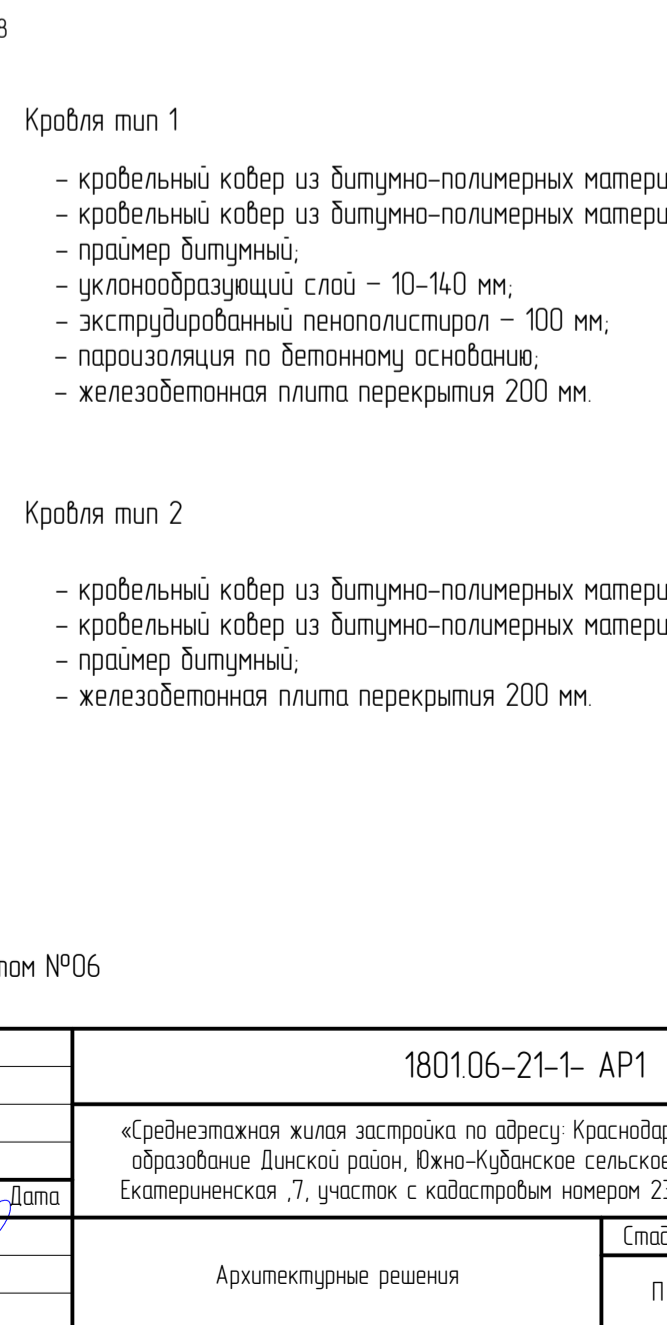 8
Кровля тип 1
- кровельный ковер из битумно-полимерных матери
- кровельный ковер из битумно-полимерных матери
- праймер битумный;
- уклонообразующий слой - 10-140 мм;
- экструдированный пенополистирол - 100 мм;
- пароизоляция по бетонному основанию;
- железобетонная плита перекрытия 200 мм.
Кровля тип 2
- кровельный ковер из битумно-полимерных матери
- кровельный ковер из битумно-полимерных матери
- праймер битумный;
- железобетонная плита перекрытия 200 мм.
том №06
1801.06-21-1- АР1
«Среднеэтажная жилая застройка по адресу: Краснодар
образование Динской район, Южно-Кубанское сельское
Екатериненская ,7, участок с кадастровым номером 23
Дата
Стад
Архитектурные решения
П